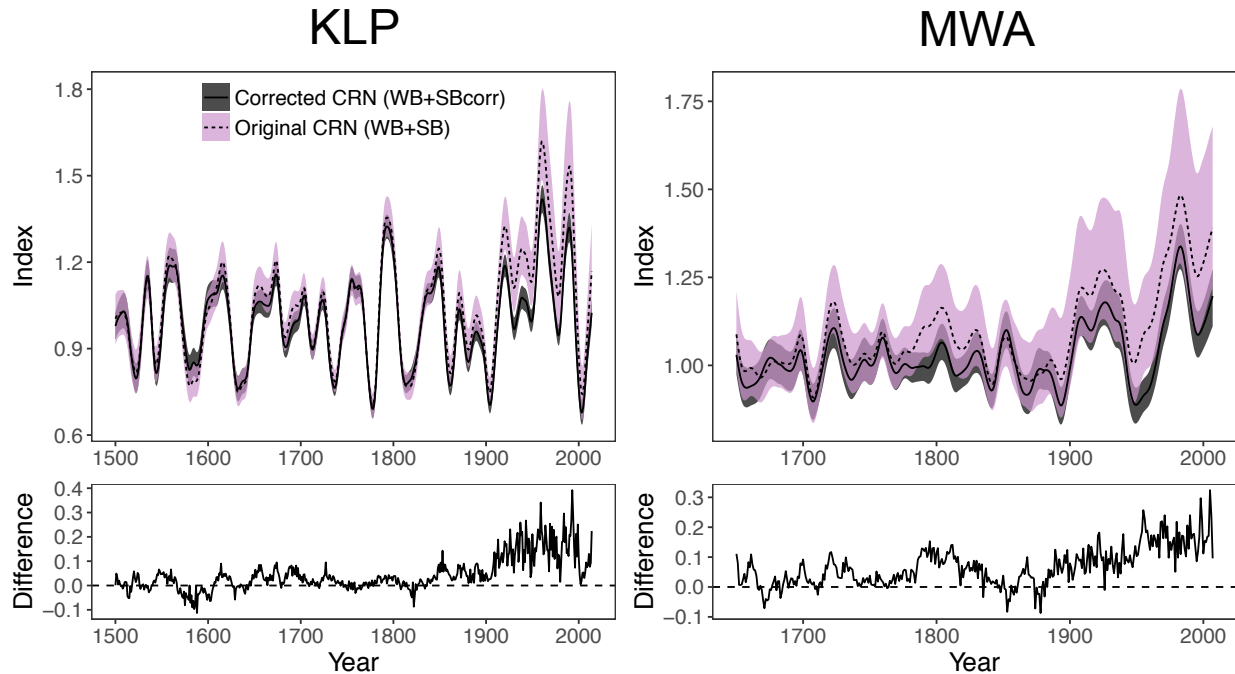 KLP
MWA
Corrected CRN (WB+SBcorr)
Original CRN (WB+SB)
Index
1.8
1.5
1.2
0.9
0.6
1500 1600 1700 1800 1900 2000
Index
1.75
1.50
1.25
1.00
1700 1800 1900 2000
Difference
0.4
0.3
0.2
0.1
0.0
−0.1
1500 1600 1700 1800 1900 2000
Year
Difference
0.3
0.2
0.1
0.0
−0.1
1700 1800 1900 2000
Year